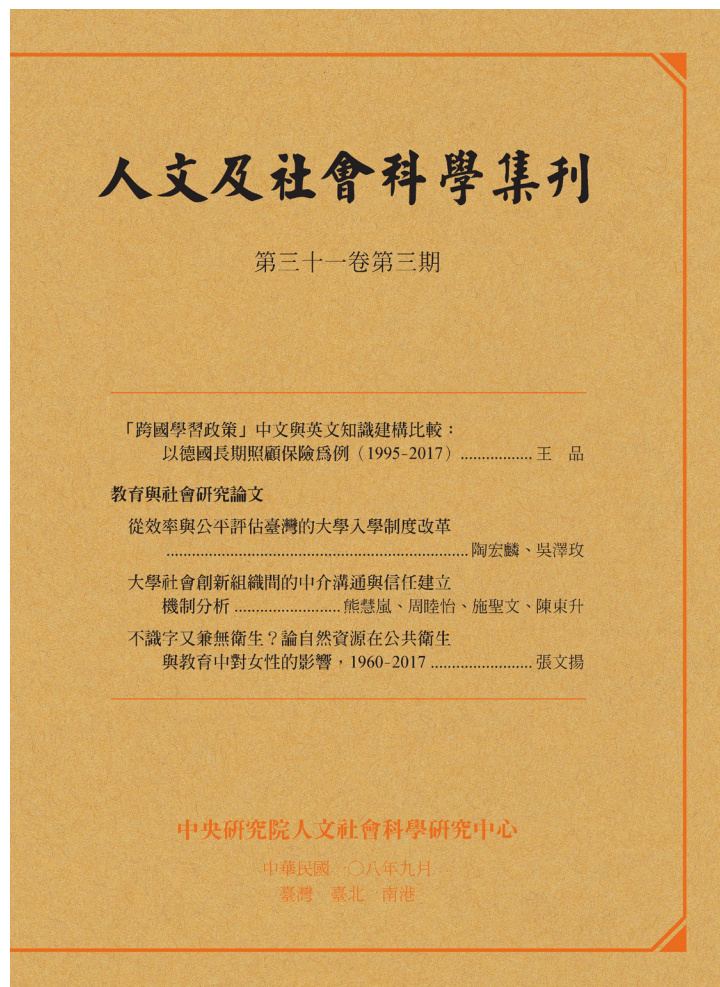 人文及社會科學集刊
第三十一卷第三期
「跨國學習政策」中文與英文知識建構比較：
以德國長期照顧保險為例（1995-2017）................. 王　品
教育與社會研究論文
從效率與公平評估臺灣的大學入學制度改革
....................................................................... 陶宏麟、吳澤玫
大學社會創新組織間的中介溝通與信任建立
機制分析 ......................... 熊慧嵐、周睦怡、施聖文、陳東升
不識字又兼無衛生？論自然資源在公共衛生
與教育中對女性的影響，1960-2017 ........................ 張文揚
中央研究院人文社會科學研究中心
中華民國一〇八年九月
臺灣　臺北　南港